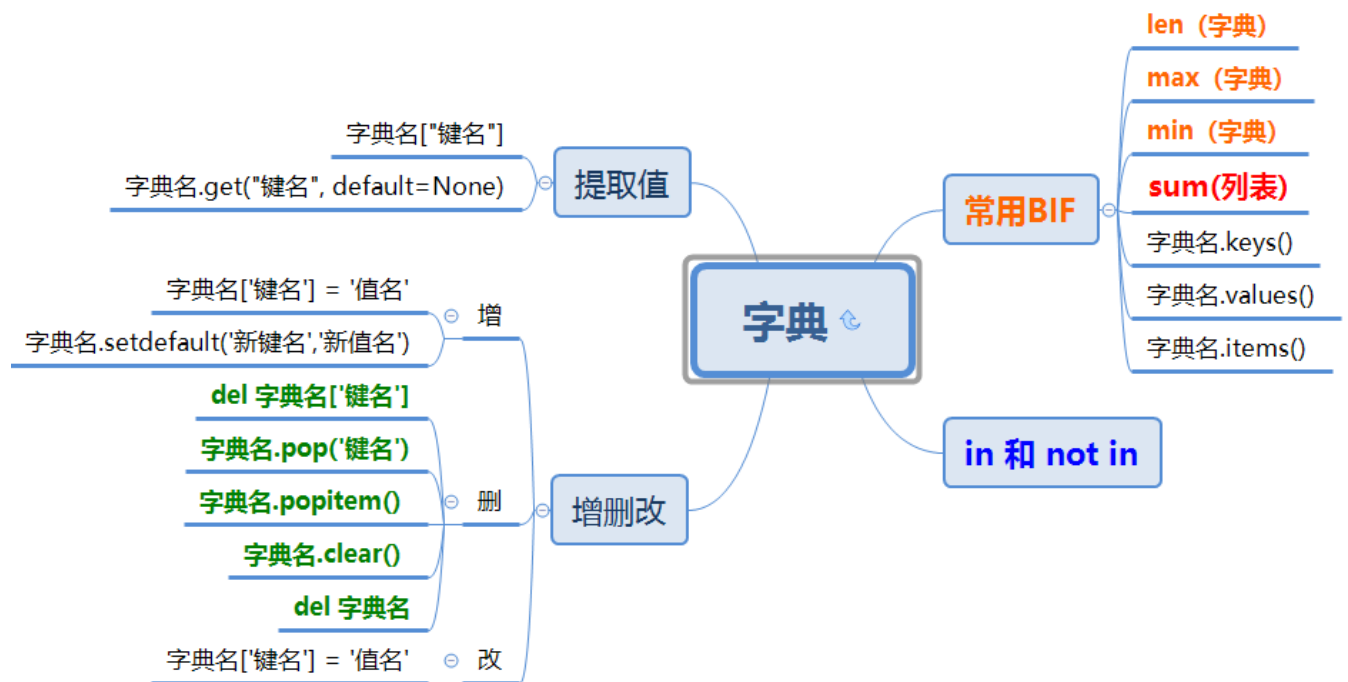 字典
提取值
字典名["键名"]
字典名.get("键名", default=None)
增删改
增
字典名['键名'] = '值名'
字典名.setdefault('新键名','新值名')
删
del 字典名['键名']
字典名.pop('键名')
字典名.popitem()
字典名.clear()
del 字典名
改
字典名['键名'] = '值名'
常用BIF
len（字典)
max（字典)
min（字典)
sum(列表)
字典名.keys()
字典名.values()
字典名.items()
in 和 not in